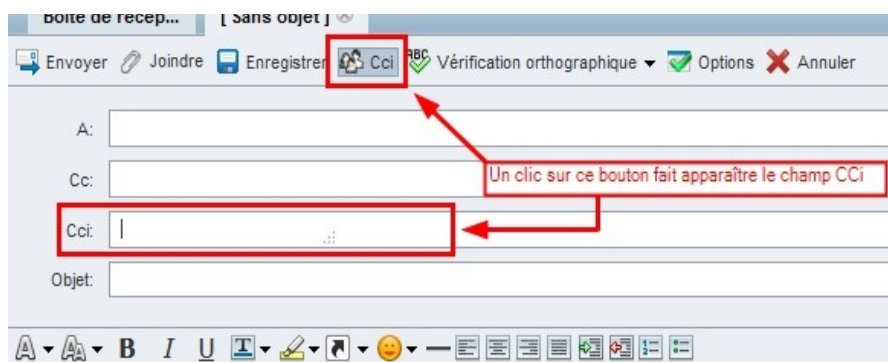 Boîte de récep... [ Sans objet ]
Envoyer Joindre Enregistrer Cci ABC Vérification orthographique Options Annuler
A:
Cc:
Un clic sur ce bouton fait apparaître le champ CCi
Cci:
Objet:
A A B I U T